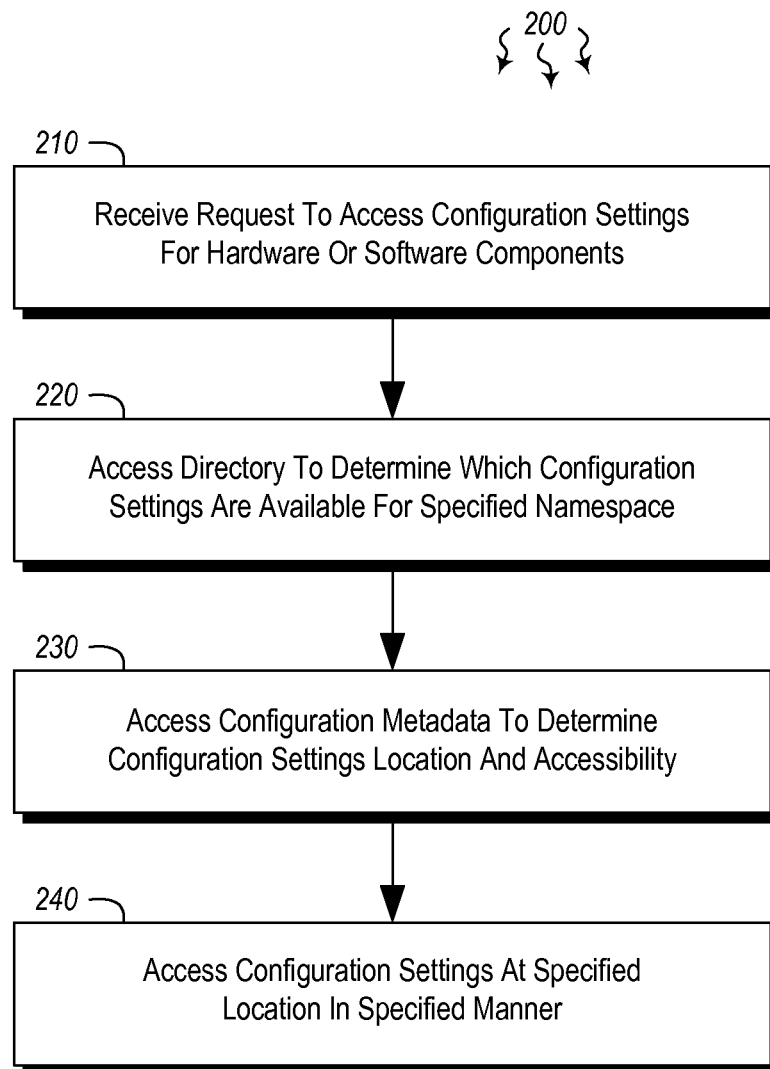 200
210
Receive Request To Access Configuration Settings
For Hardware Or Software Components
220
Access Directory To Determine Which Configuration
Settings Are Available For Specified Namespace
230
Access Configuration Metadata To Determine
Configuration Settings Location And Accessibility
240
Access Configuration Settings At Specified
Location In Specified Manner